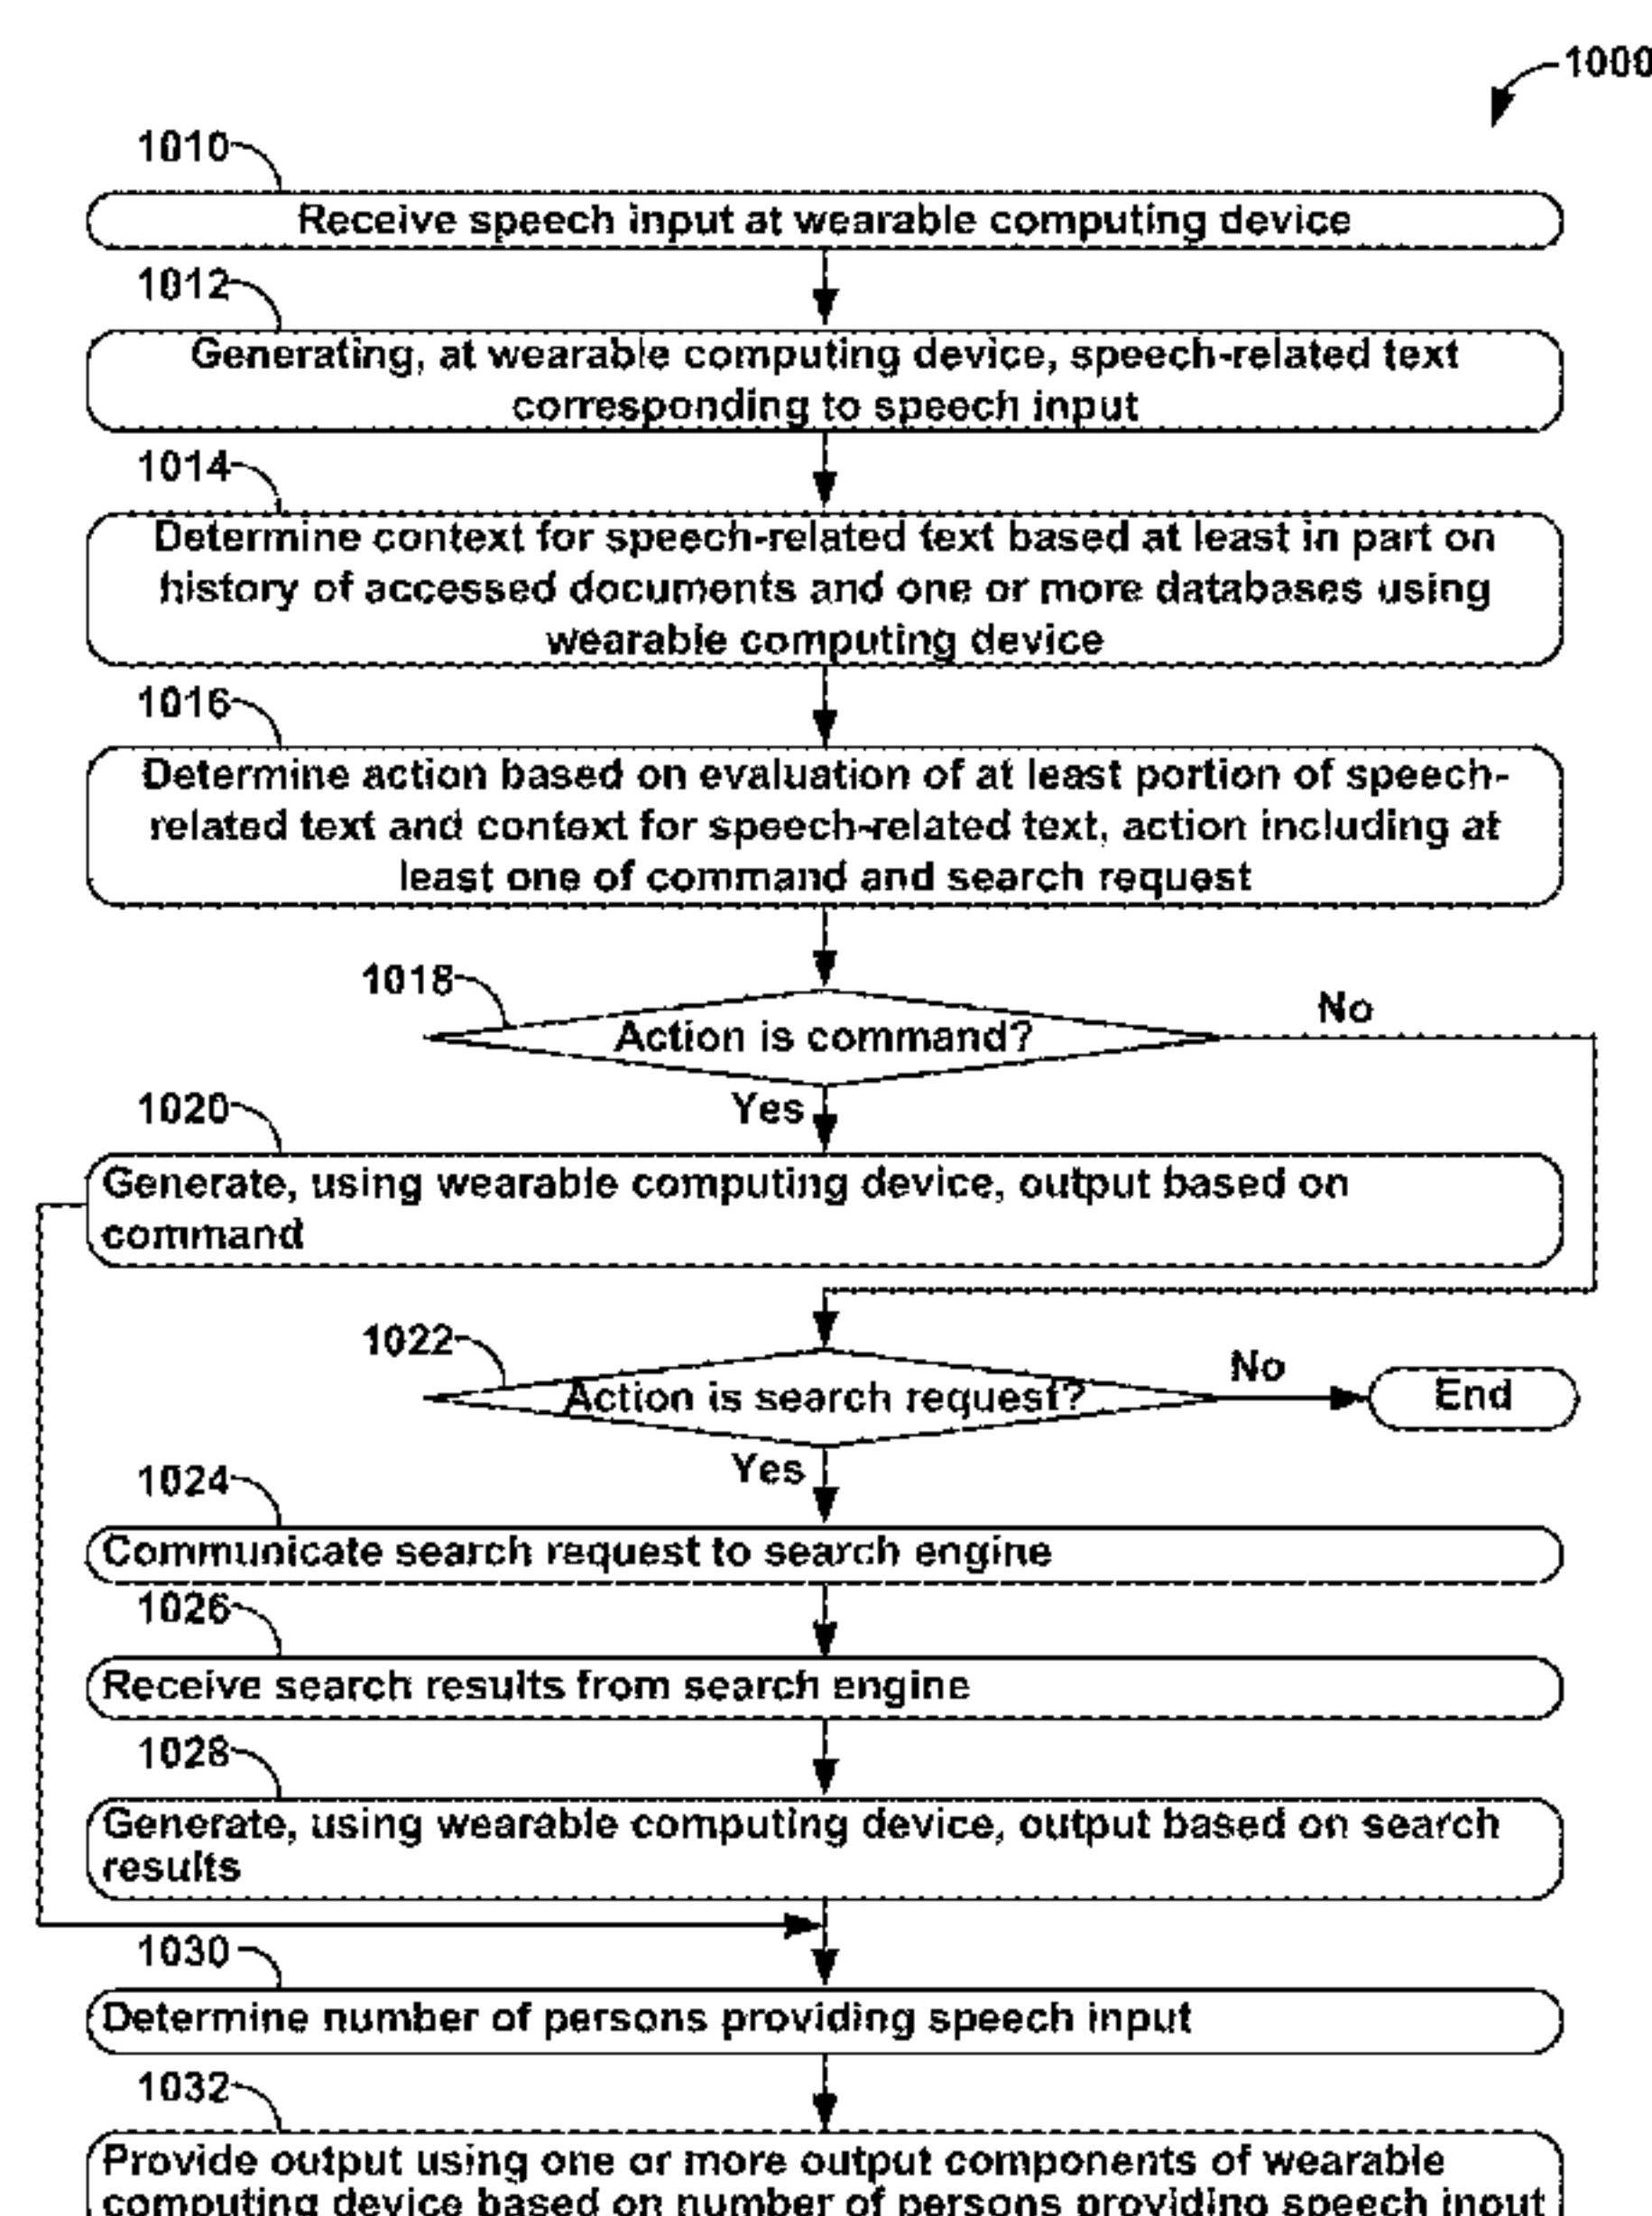 1000
1010
Receive speech input at wearable computing device
1012
Generating, at wearable computing device, speech-related text
corresponding to speech input
1014
Determine context for speech-related text based at least in part on
history of accessed documents and one or more databases using
wearable computing device
1016
Determine action based on evaluation of at least portion of speech-
related text and context for speech-related text, action including at
least one of command and search request
1018
Action is command?
No
Yes
1020
Generate, using wearable computing device, output based on
command
1022
Action is search request?
No
End
Yes
1024
Communicate search request to search engine
1026
Receive search results from search engine
1028
Generate, using wearable computing device, output based on search
results
1030
Determine number of persons providing speech input
1032
Provide output using one or more output components of wearable
computing device based on number of persons providing speech input